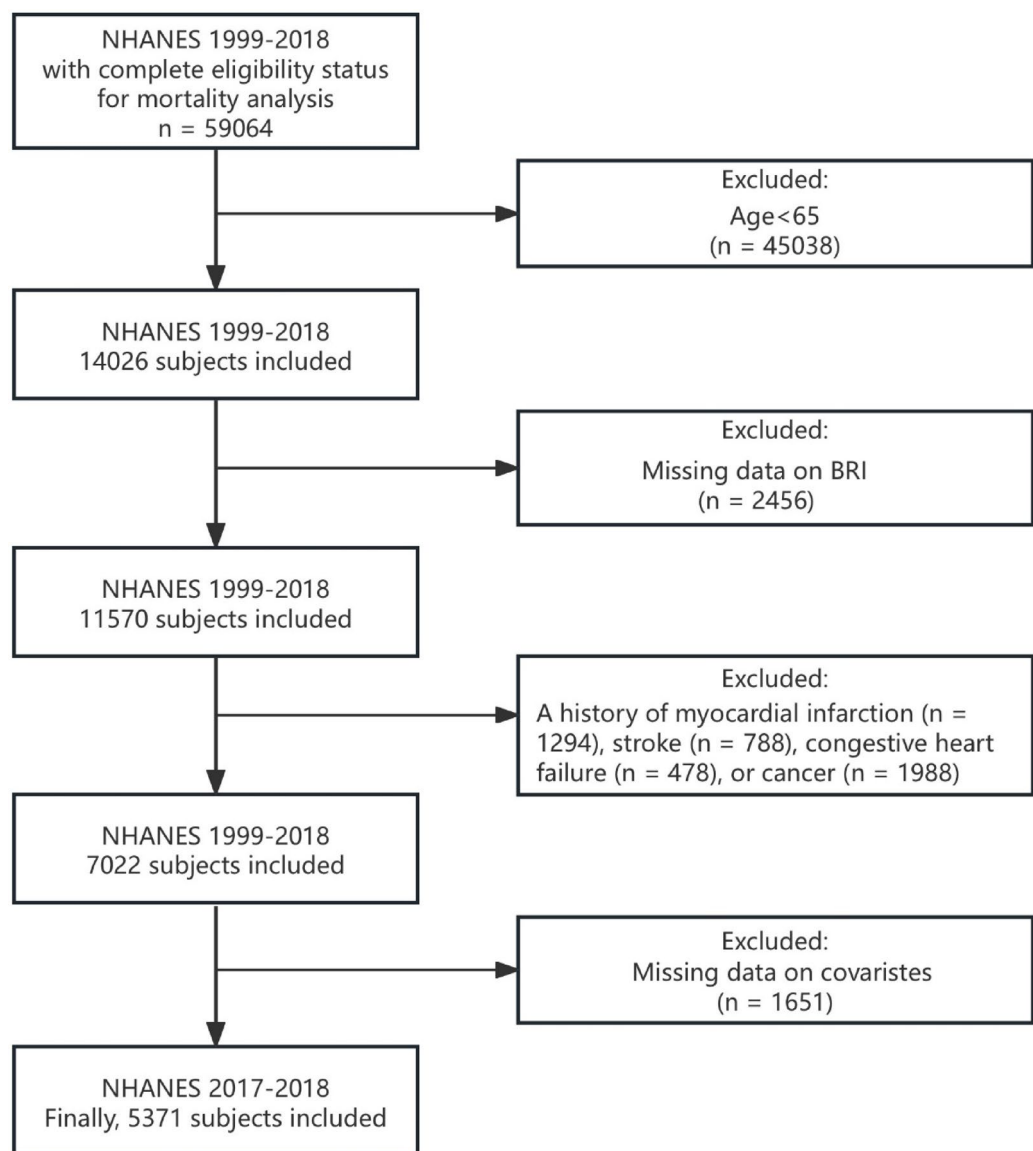 NHANES 1999-2018
with complete eligibility status
for mortality analysis
n = 59064
Excluded:
Age<65
(n = 45038)
NHANES 1999-2018
14026 subjects included
Excluded:
Missing data on BRI
(n = 2456)
NHANES 1999-2018
11570 subjects included
Excluded:
A history of myocardial infarction (n =
1294), stroke (n = 788), congestive heart
failure (n = 478), or cancer (n = 1988)
NHANES 1999-2018
7022 subjects included
Excluded:
Missing data on covaristes
(n = 1651)
NHANES 2017-2018
Finally, 5371 subjects included